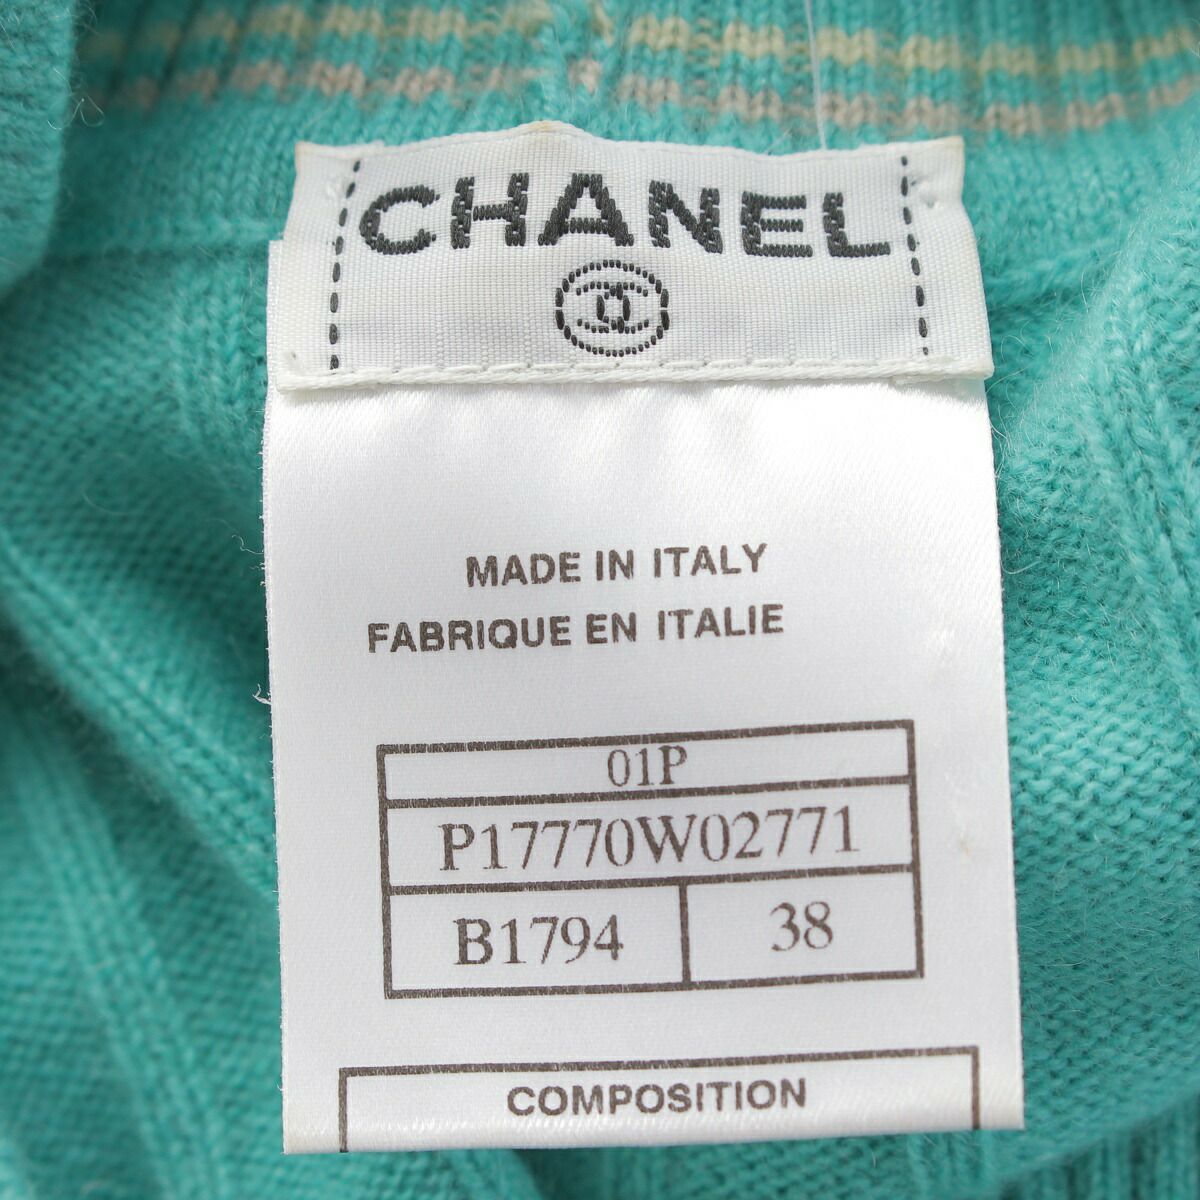 CHANEL
MADE IN ITALY
FABRIQUE EN ITALIE
01P
P17770W02771
B1794 38
COMPOSITION